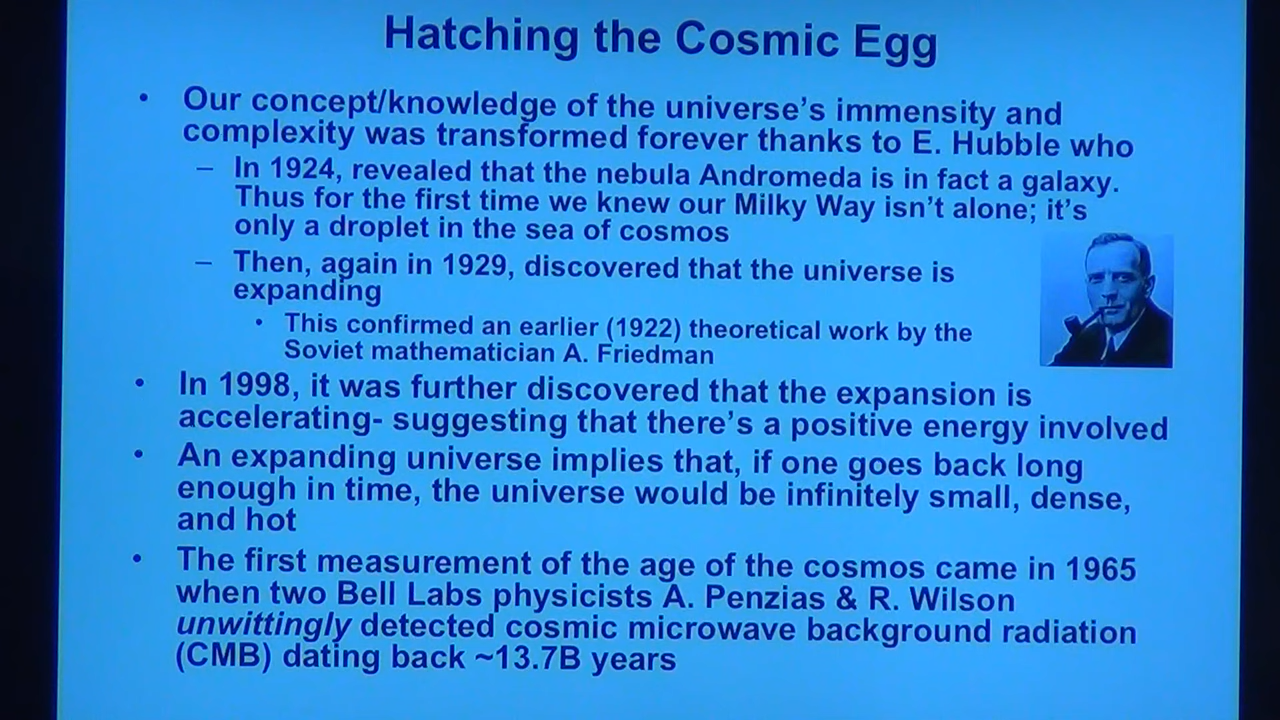 Hatching the Cosmic Egg
• Our concept/knowledge of the universe's immensity and
complexity was transformed forever thanks to E. Hubble who
– In 1924, revealed that the nebula Andromeda is in fact a galaxy.
Thus for the first time we knew our Milky Way isn't alone; it's
only a droplet in the sea of cosmos
– Then, again in 1929, discovered that the universe is
expanding
• This confirmed an earlier (1922) theoretical work by the
Soviet mathematician A. Friedman
• In 1998, it was further discovered that the expansion is
accelerating- suggesting that there's a positive energy involved
• An expanding universe implies that, if one goes back long
enough in time, the universe would be infinitely small, dense,
and hot
• The first measurement of the age of the cosmos came in 1965
when two Bell Labs physicists A. Penzias & R. Wilson
unwittingly detected cosmic microwave background radiation
(CMB) dating back ~13.7B years